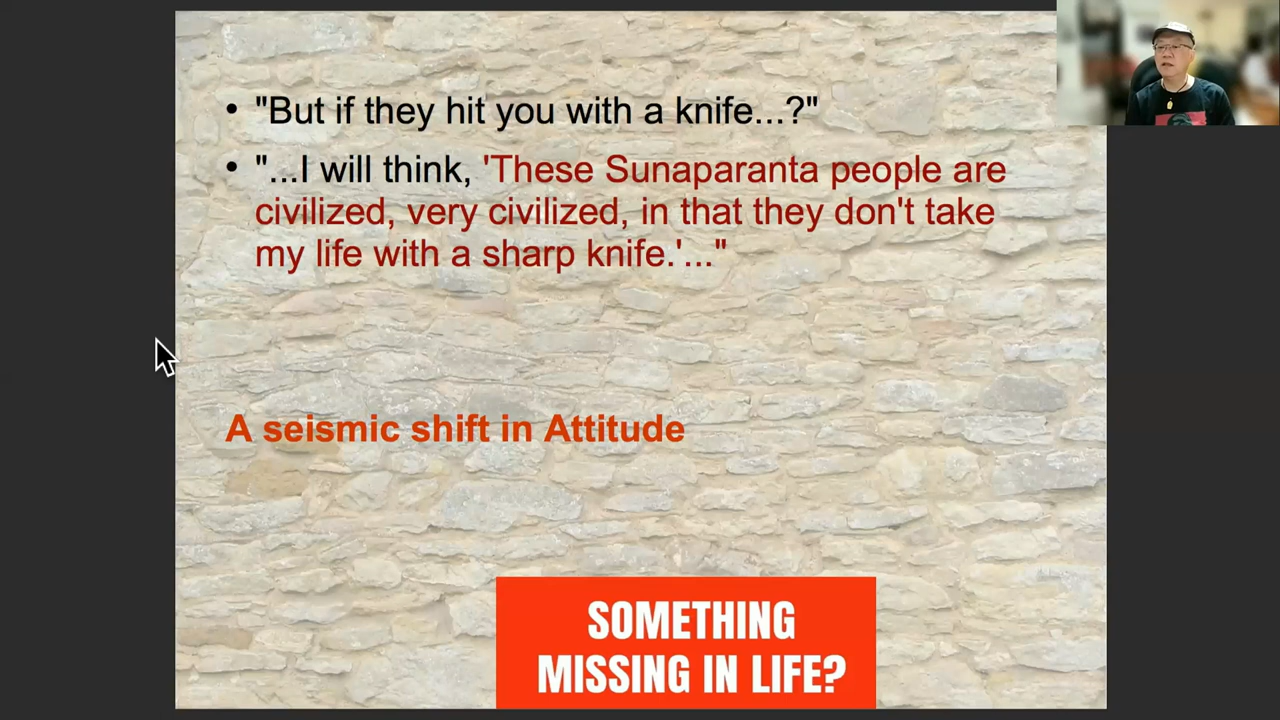 • "But if they hit you with a knife...?"
• "...I will think, 'These Sunaparanta people are
civilized, very civilized, in that they don't take
my life with a sharp knife.'..."
A seismic shift in Attitude
SOMETHING
MISSING IN LIFE?